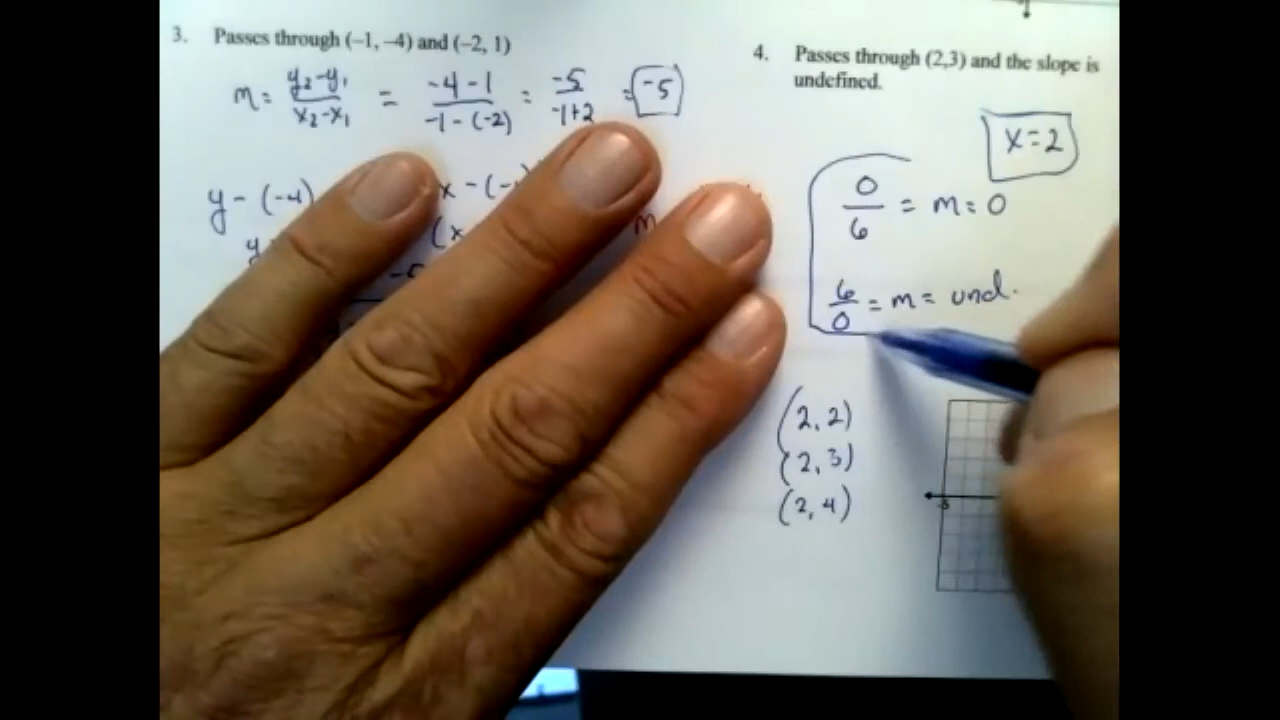 3. Passes through (–1, –4) and (–2, 1)
m = y₂-y₁ / x₂-x₁ = -4 - 1 / -1 - (-2) = -5 / -1+2 = -5
y - (-4)
x - (-
y
(x
m
4. Passes through (2,3) and the slope is
undefined.
x = 2
0/6 = m = 0
6/0 = m = und.
(2, 2)
(2, 3)
(2, 4)
-5